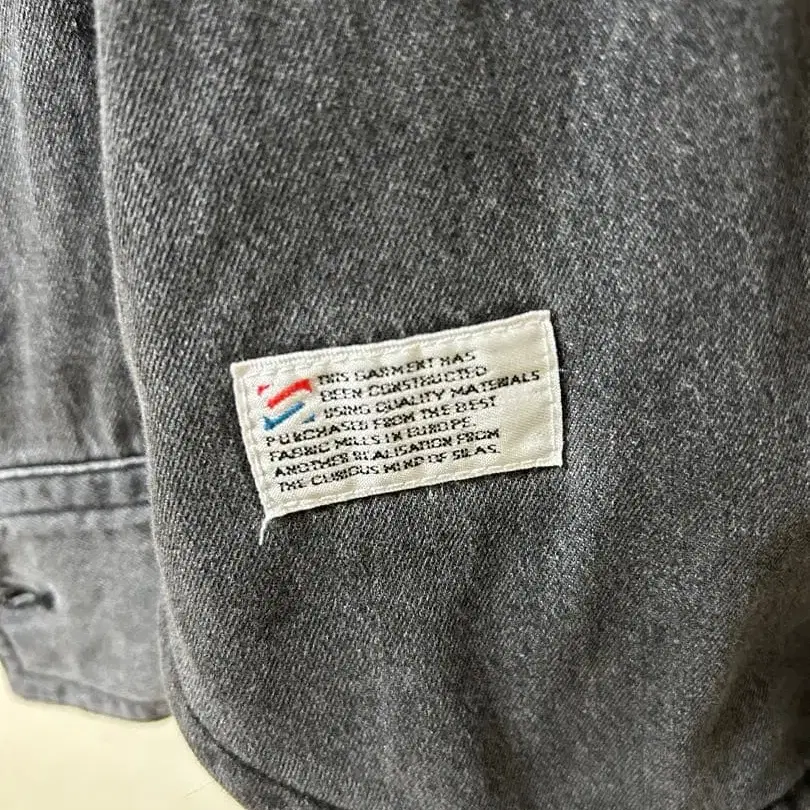 THIS GARMENT HAS
BEEN CONSTRUCTED
USING QUALITY MATERIALS
PURCHASED FROM THE BEST
FABRIC MILLS IN EUROPE.
ANOTHER REALISATION FROM
THE CURIOUS MIND OF SILAS.